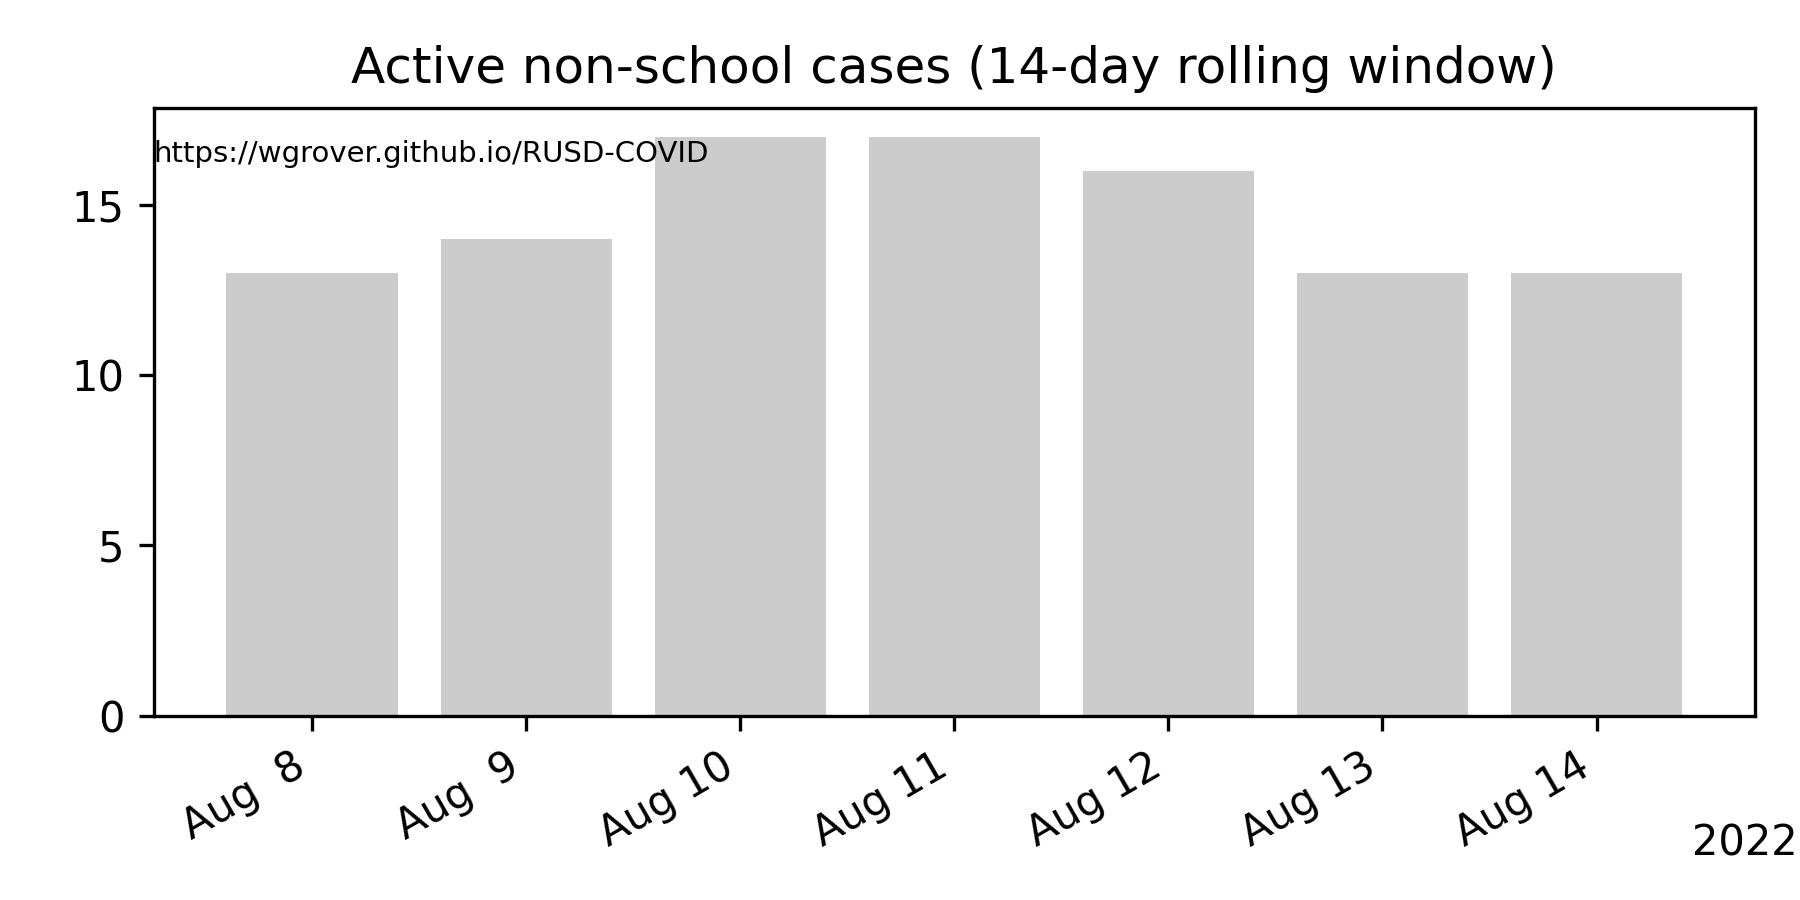 Active non-school cases (14-day rolling window)
https://wgrover.github.io/RUSD-COVID
15
10
5
0
Aug 8
Aug 9
Aug 10
Aug 11
Aug 12
Aug 13
Aug 14
2022